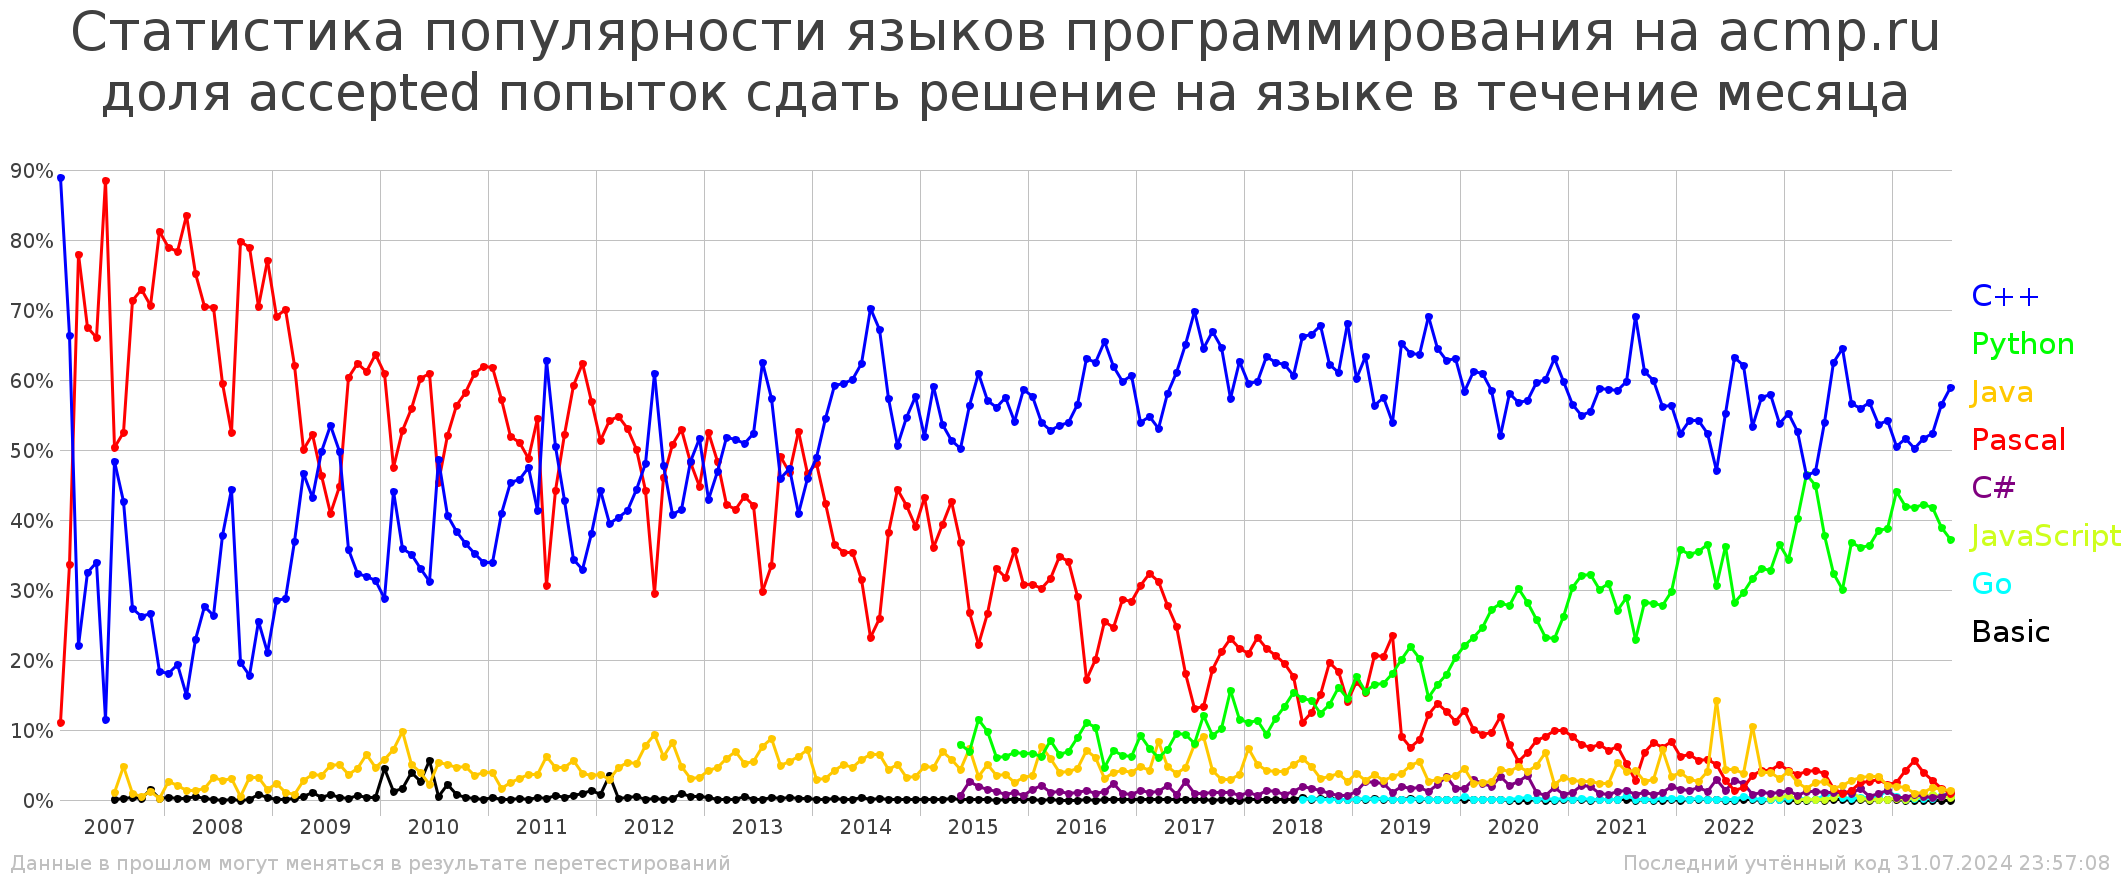 Статистика популярности языков программирования на acmp.ru
доля accepted попыток сдать решение на языке в течение месяца
90%
80%
70%
60%
50%
40%
30%
20%
10%
0%
2007 2008 2009 2010 2011 2012 2013 2014 2015 2016 2017 2018 2019 2020 2021 2022 2023
C++
Python
Java
Pascal
C#
JavaScript
Go
Basic
Данные в прошлом могут меняться в результате перетестирований
Последний учтённый код 31.07.2024 23:57:08